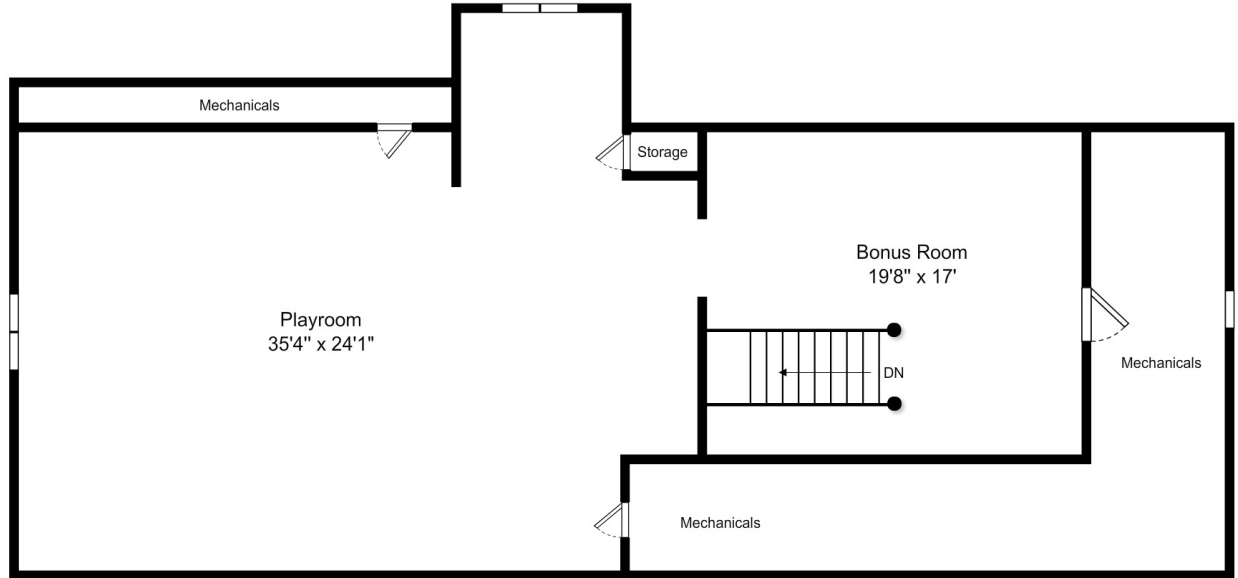 Mechanicals
Storage
Bonus Room
19'8" x 17'
Playroom
35'4" x 24'1"
Mechanicals
DN
Mechanicals